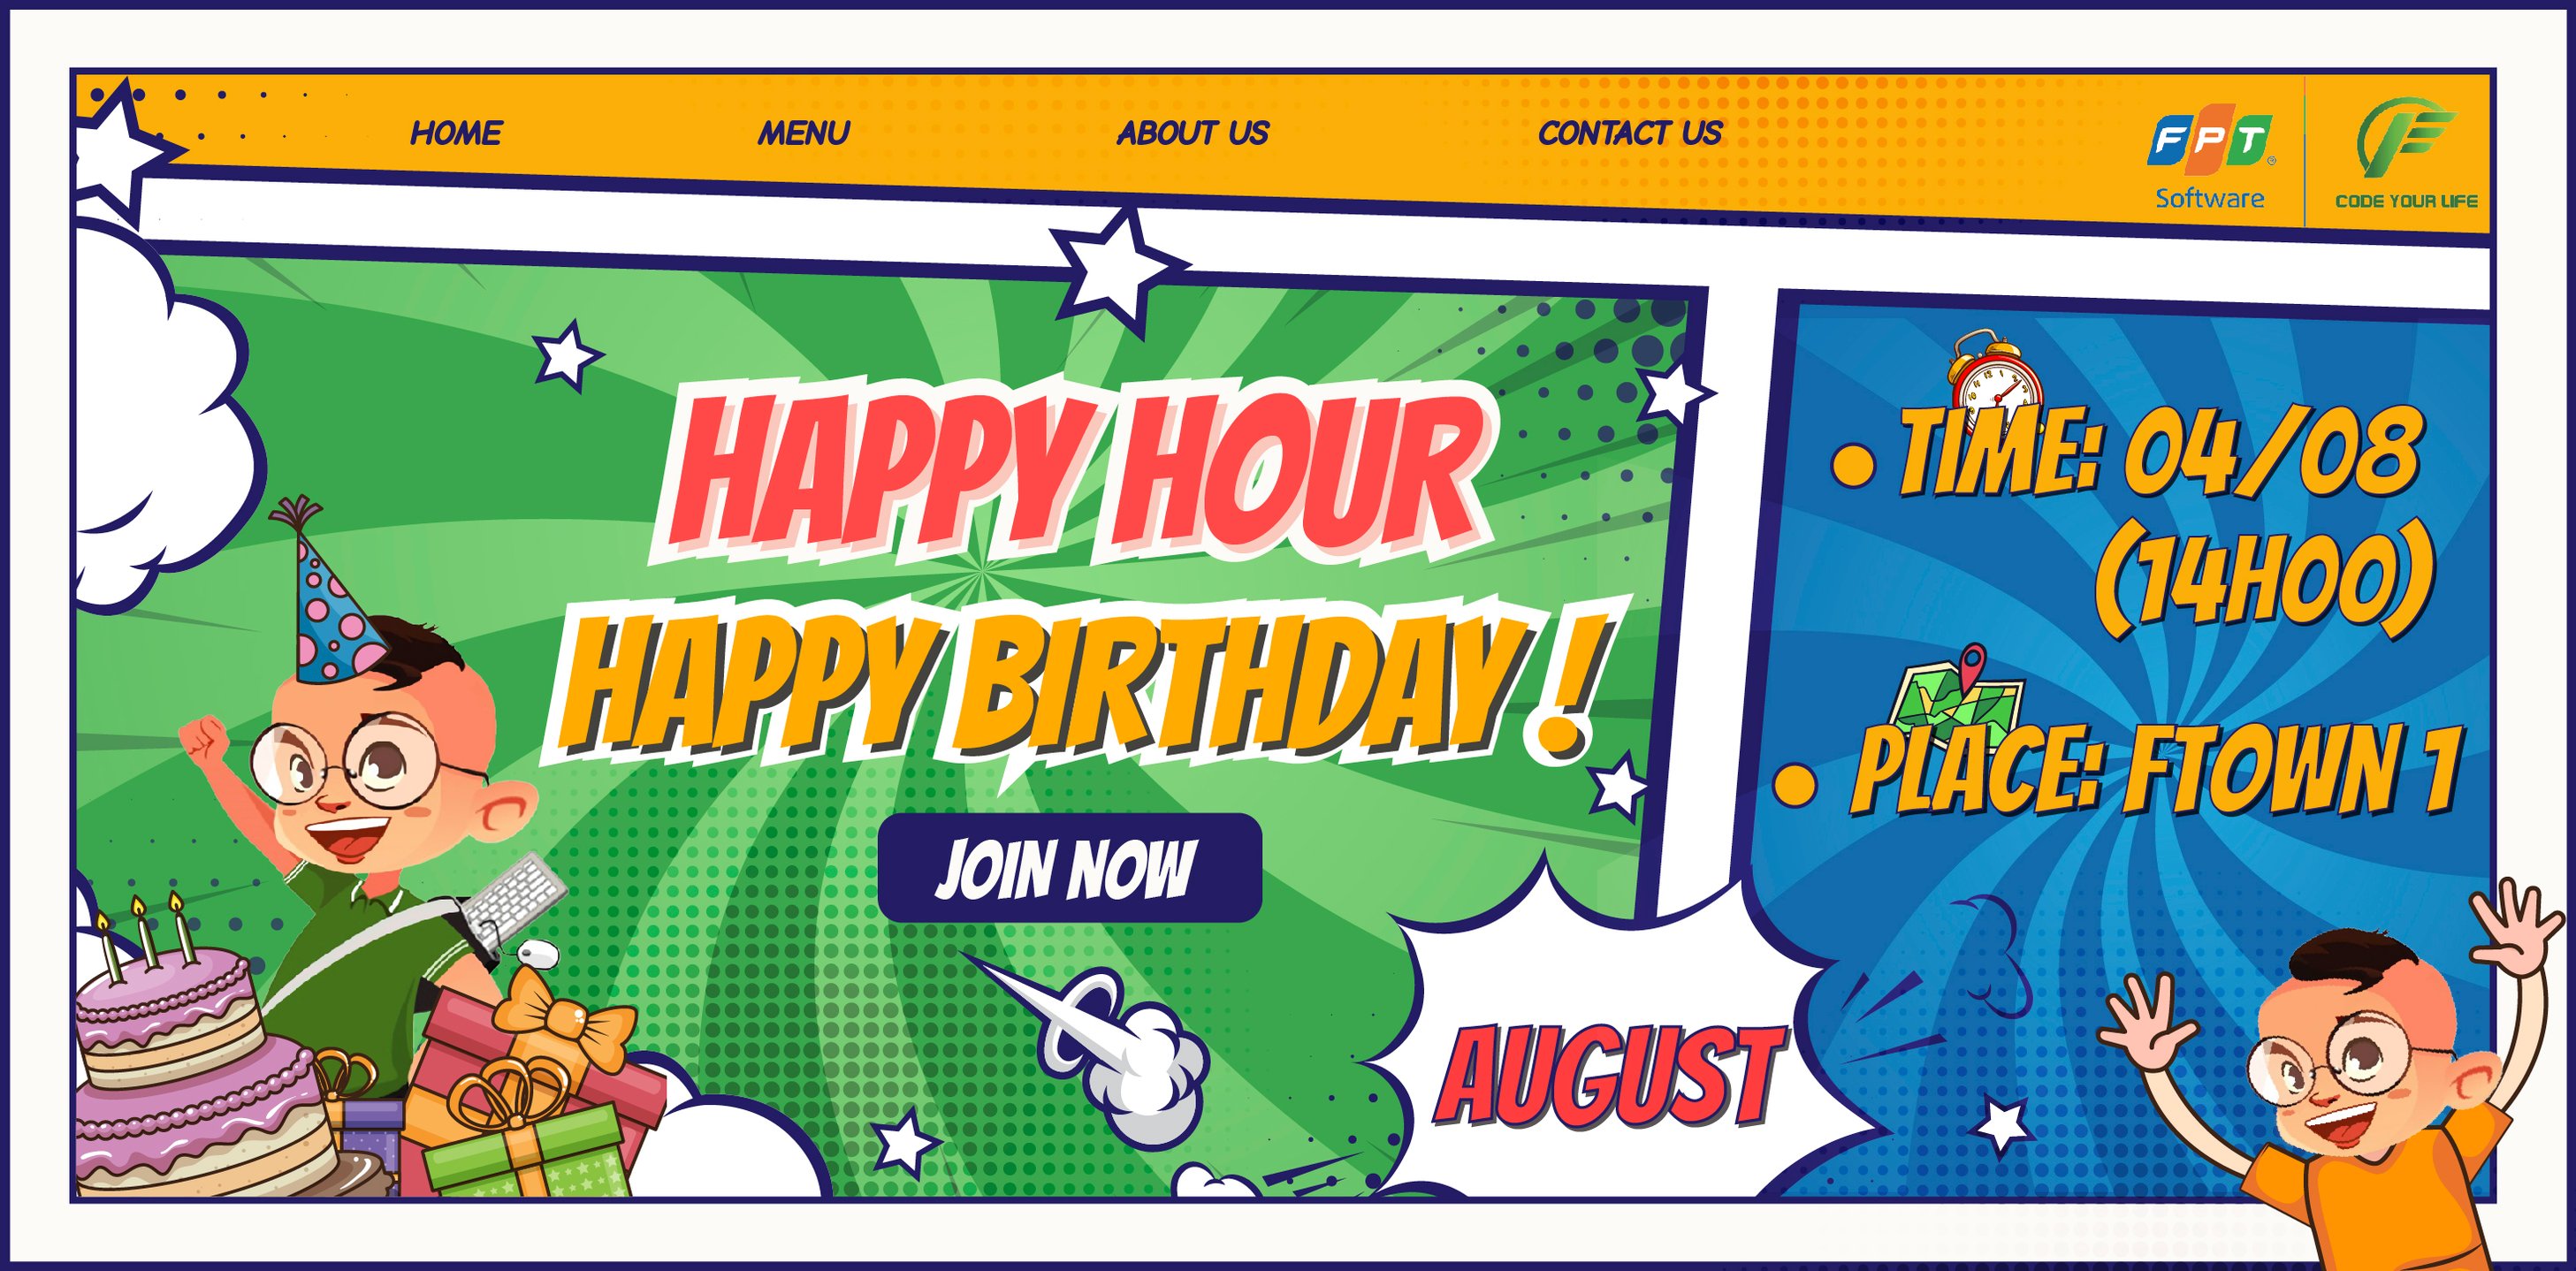 HOME
MENU
ABOUT US
CONTACT US
FPT
Software
CODE YOUR LIFE
HAPPY HOUR
HAPPY BIRTHDAY !
JOIN NOW
AUGUST
TIME: 04/08
(14H00)
PLACE: FTOWN 1